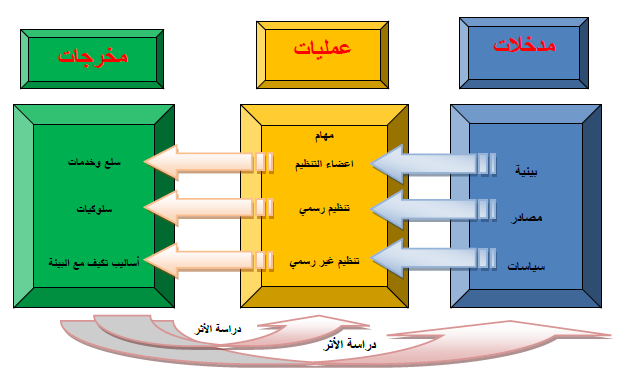 مدخلات
عمليات
مخرجات
بيئية
مصادر
سياسات
مهام
اعضاء التنظيم
تنظيم رسمي
تنظيم غير رسمي
سلع وخدمات
سلوكيات
أساليب تكيف مع البيئة
دراسة الأثر
دراسة الأثر